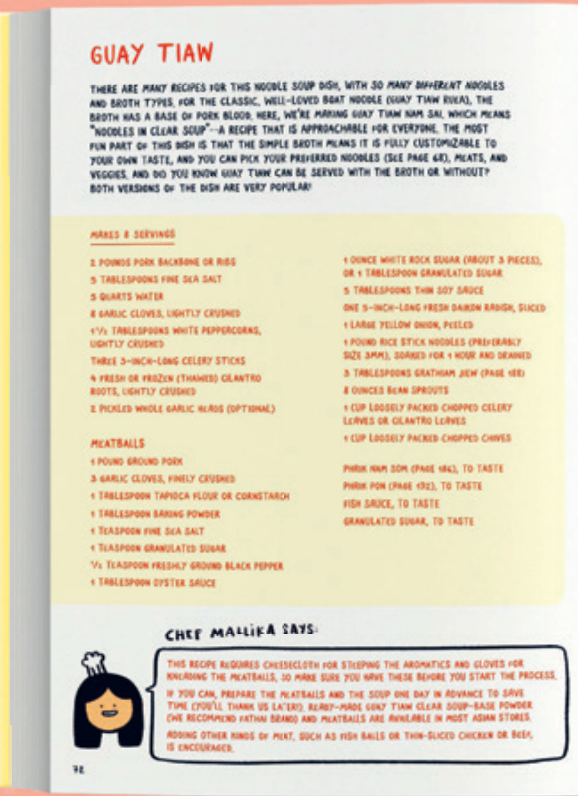 GUAY TIAW
THERE ARE MANY RECIPES FOR THIS NOODLE SOUP DISH, WITH SO MANY DIFFERENT NOODLES
AND BROTH TYPES. FOR THE CLASSIC, WELL-LOVED BOAT NOODLE (GUAY TIAW RUEA), THE
BROTH HAS A BASE OF PORK BLOOD. HERE, WE'RE MAKING GUAY TIAW NAM SAI, WHICH MEANS
"NOODLES IN CLEAR SOUP"—A RECIPE THAT IS APPROACHABLE FOR EVERYONE. THE MOST
FUN PART OF THIS DISH IS THAT THE SIMPLE BROTH MEANS IT IS FULLY CUSTOMIZABLE TO
YOUR OWN TASTE, AND YOU CAN PICK YOUR PREFERRED NOODLES (SEE PAGE 68), MEATS, AND
VEGGIES. AND DID YOU KNOW GUAY TIAW CAN BE SERVED WITH THE BROTH OR WITHOUT?
BOTH VERSIONS OF THE DISH ARE VERY POPULAR!
MAKES 8 SERVINGS
2 POUNDS PORK BACKBONE OR RIBS
5 TABLESPOONS FINE SEA SALT
5 QUARTS WATER
8 GARLIC CLOVES, LIGHTLY CRUSHED
1½ TABLESPOONS WHITE PEPPERCORNS,
LIGHTLY CRUSHED
THREE 3-INCH-LONG CELERY STICKS
4 FRESH OR FROZEN (THAWED) CILANTRO
ROOTS, LIGHTLY CRUSHED
2 PICKLED WHOLE GARLIC HEADS (OPTIONAL)
MEATBALLS
1 POUND GROUND PORK
3 GARLIC CLOVES, FINELY CRUSHED
1 TABLESPOON TAPIOCA FLOUR OR CORNSTARCH
1 TABLESPOON BAKING POWDER
1 TEASPOON FINE SEA SALT
1 TEASPOON GRANULATED SUGAR
½ TEASPOON FRESHLY GROUND BLACK PEPPER
1 TABLESPOON OYSTER SAUCE
1 OUNCE WHITE ROCK SUGAR (ABOUT 3 PIECES),
OR 1 TABLESPOON GRANULATED SUGAR
5 TABLESPOONS THIN SOY SAUCE
ONE 5-INCH-LONG FRESH DAIKON RADISH, SLICED
1 LARGE YELLOW ONION, PEELED
1 POUND RICE STICK NOODLES (PREFERABLY
SIZE 3MM), SOAKED FOR 1 HOUR AND DRAINED
3 TABLESPOONS GRATHIAM JIEW (PAGE 188)
8 OUNCES BEAN SPROUTS
1 CUP LOOSELY PACKED CHOPPED CELERY
LEAVES OR CILANTRO LEAVES
1 CUP LOOSELY PACKED CHOPPED CHIVES
PHRIK NAM SOM (PAGE 186), TO TASTE
PHRIK PON (PAGE 192), TO TASTE
FISH SAUCE, TO TASTE
GRANULATED SUGAR, TO TASTE
CHEF MALLIKA SAYS:
THIS RECIPE REQUIRES CHEESECLOTH FOR STEEPING THE AROMATICS AND GLOVES FOR
KNEADING THE MEATBALLS, SO MAKE SURE YOU HAVE THESE BEFORE YOU START THE PROCESS.
IF YOU CAN, PREPARE THE MEATBALLS AND THE SOUP ONE DAY IN ADVANCE TO SAVE
TIME (YOU'LL THANK US LATER!). READY-MADE GUAY TIAW CLEAR SOUP-BASE POWDER
(WE RECOMMEND FATHAI BRAND) AND MEATBALLS ARE AVAILABLE IN MOST ASIAN STORES.
ADDING OTHER KINDS OF MEAT, SUCH AS FISH BALLS OR THIN-SLICED CHICKEN OR BEEF,
IS ENCOURAGED.
72